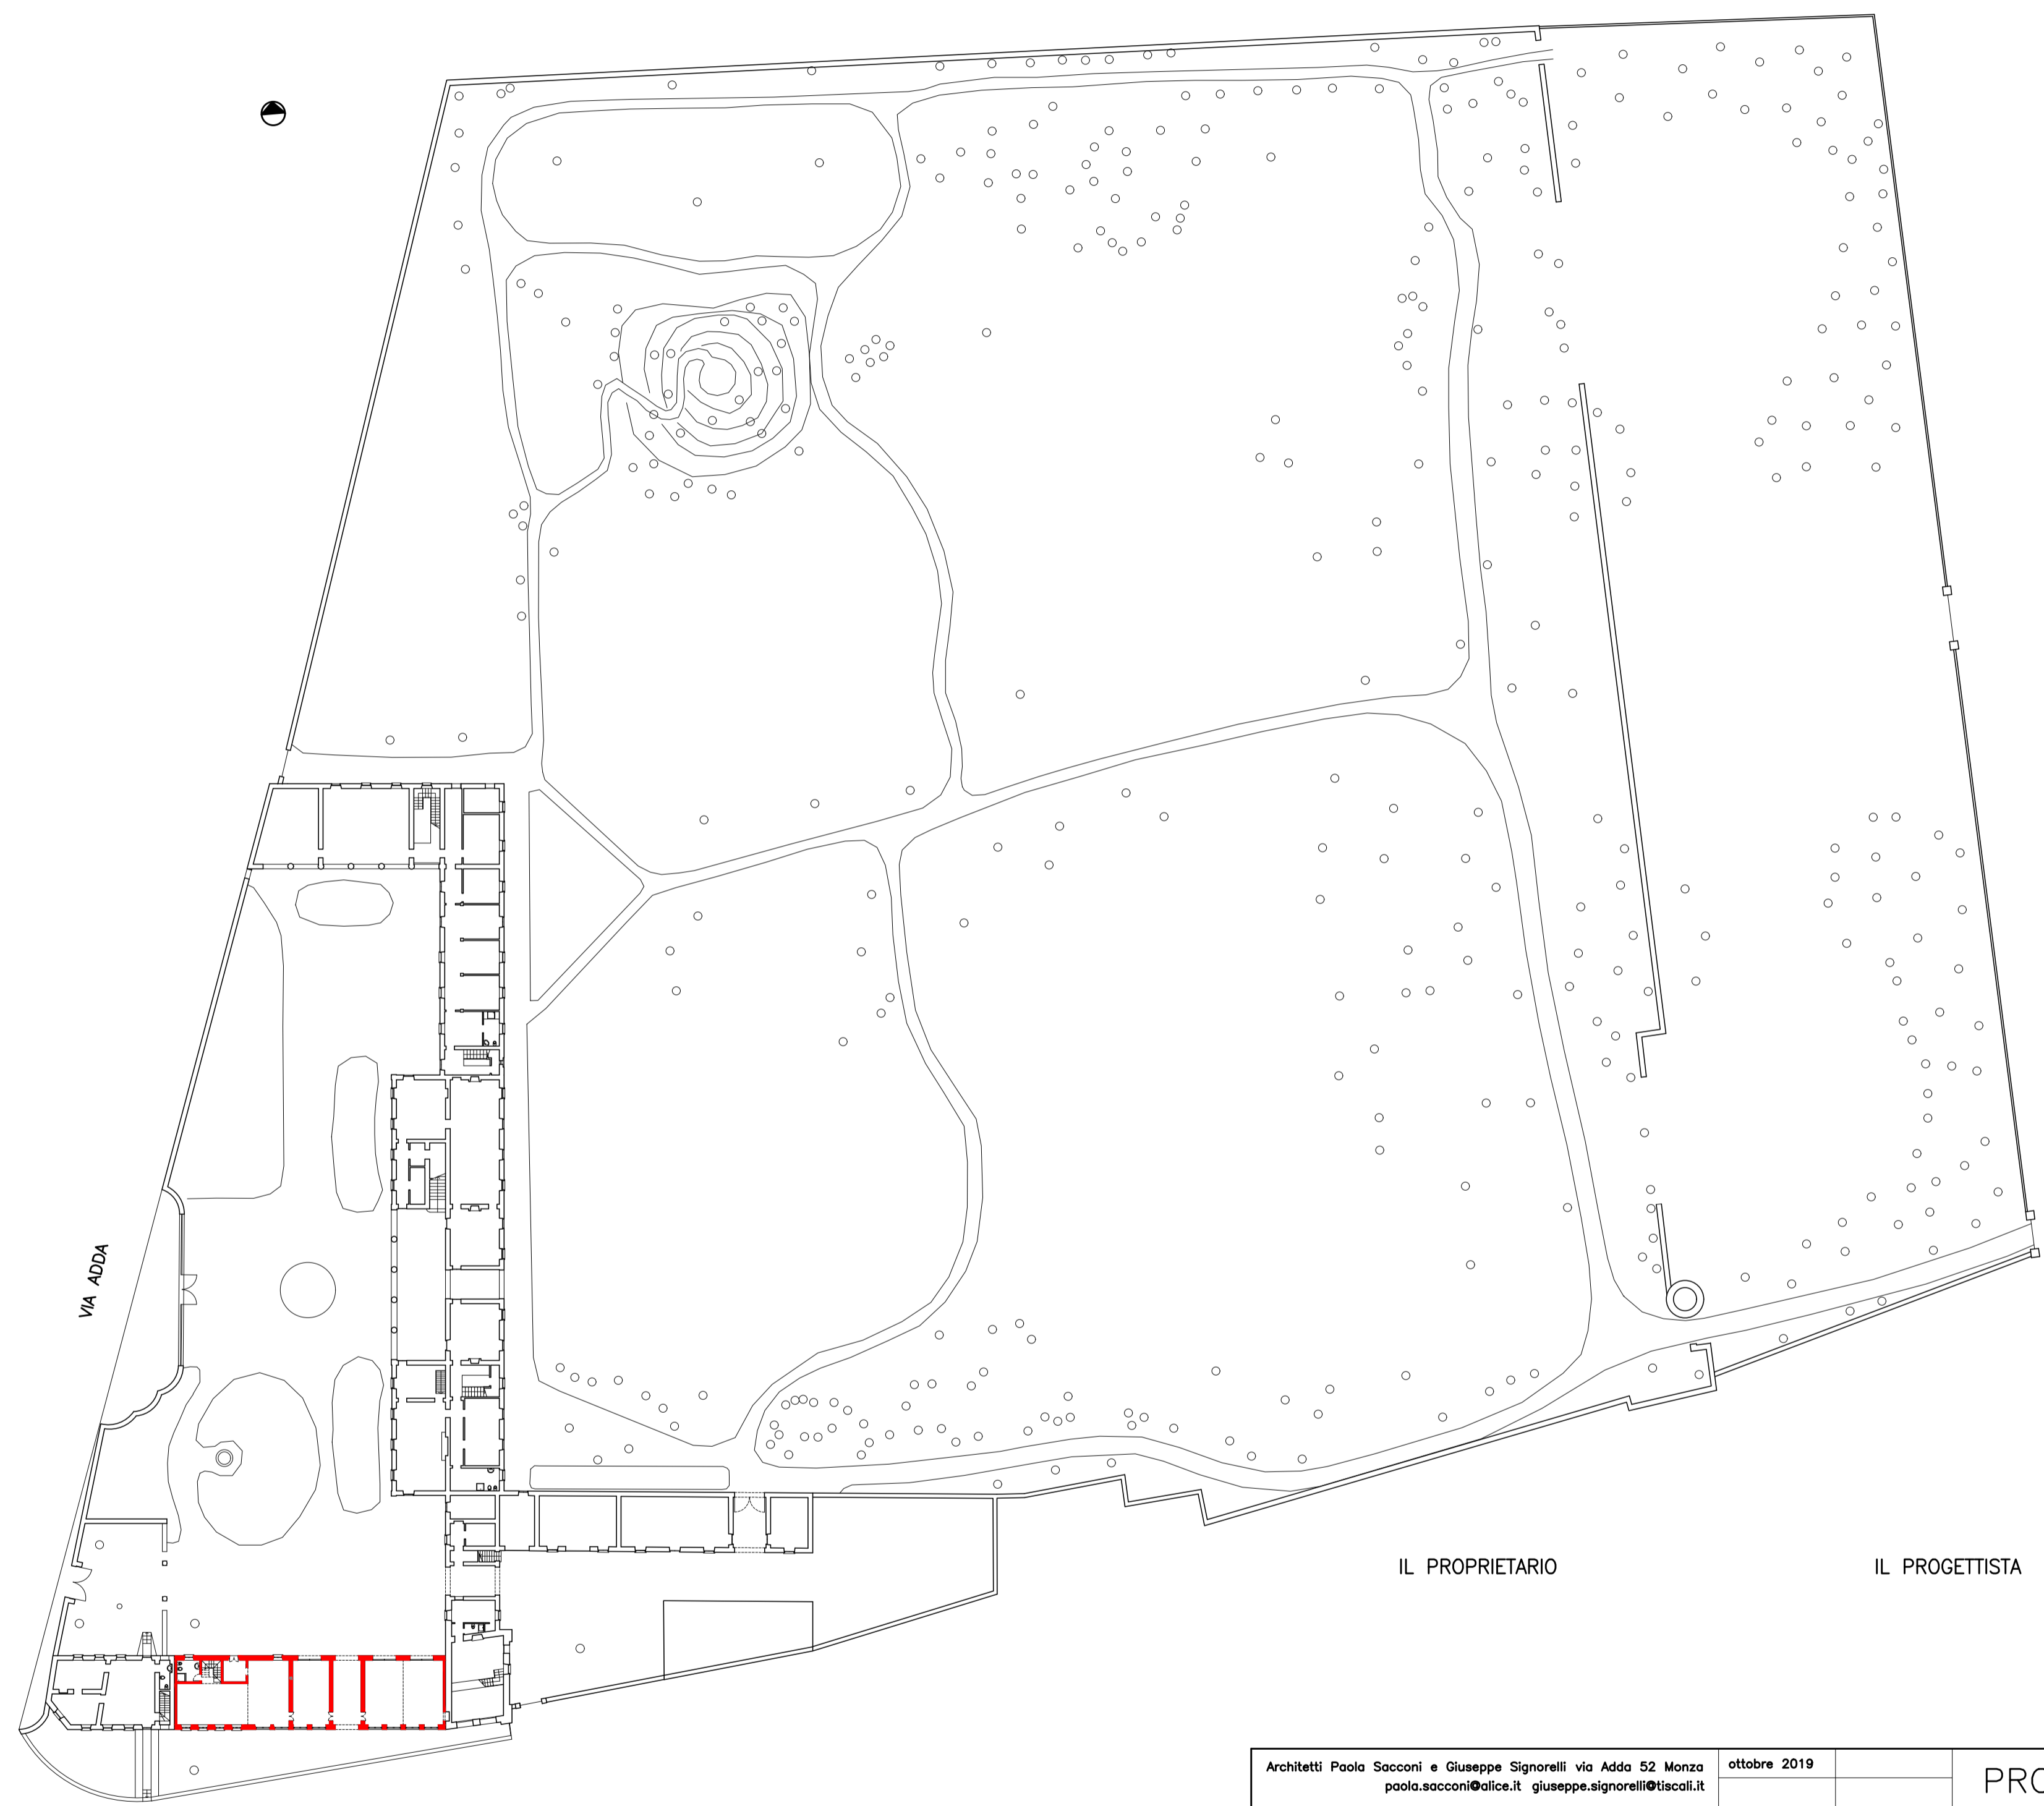 VIA ADDA
IL PROPRIETARIO
IL PROGETTISTA
Architetti Paola Sacconi e Giuseppe Signorelli via Adda 52 Monza
paola.sacconi@alice.it giuseppe.signorelli@tiscali.it
ottobre 2019
PRO